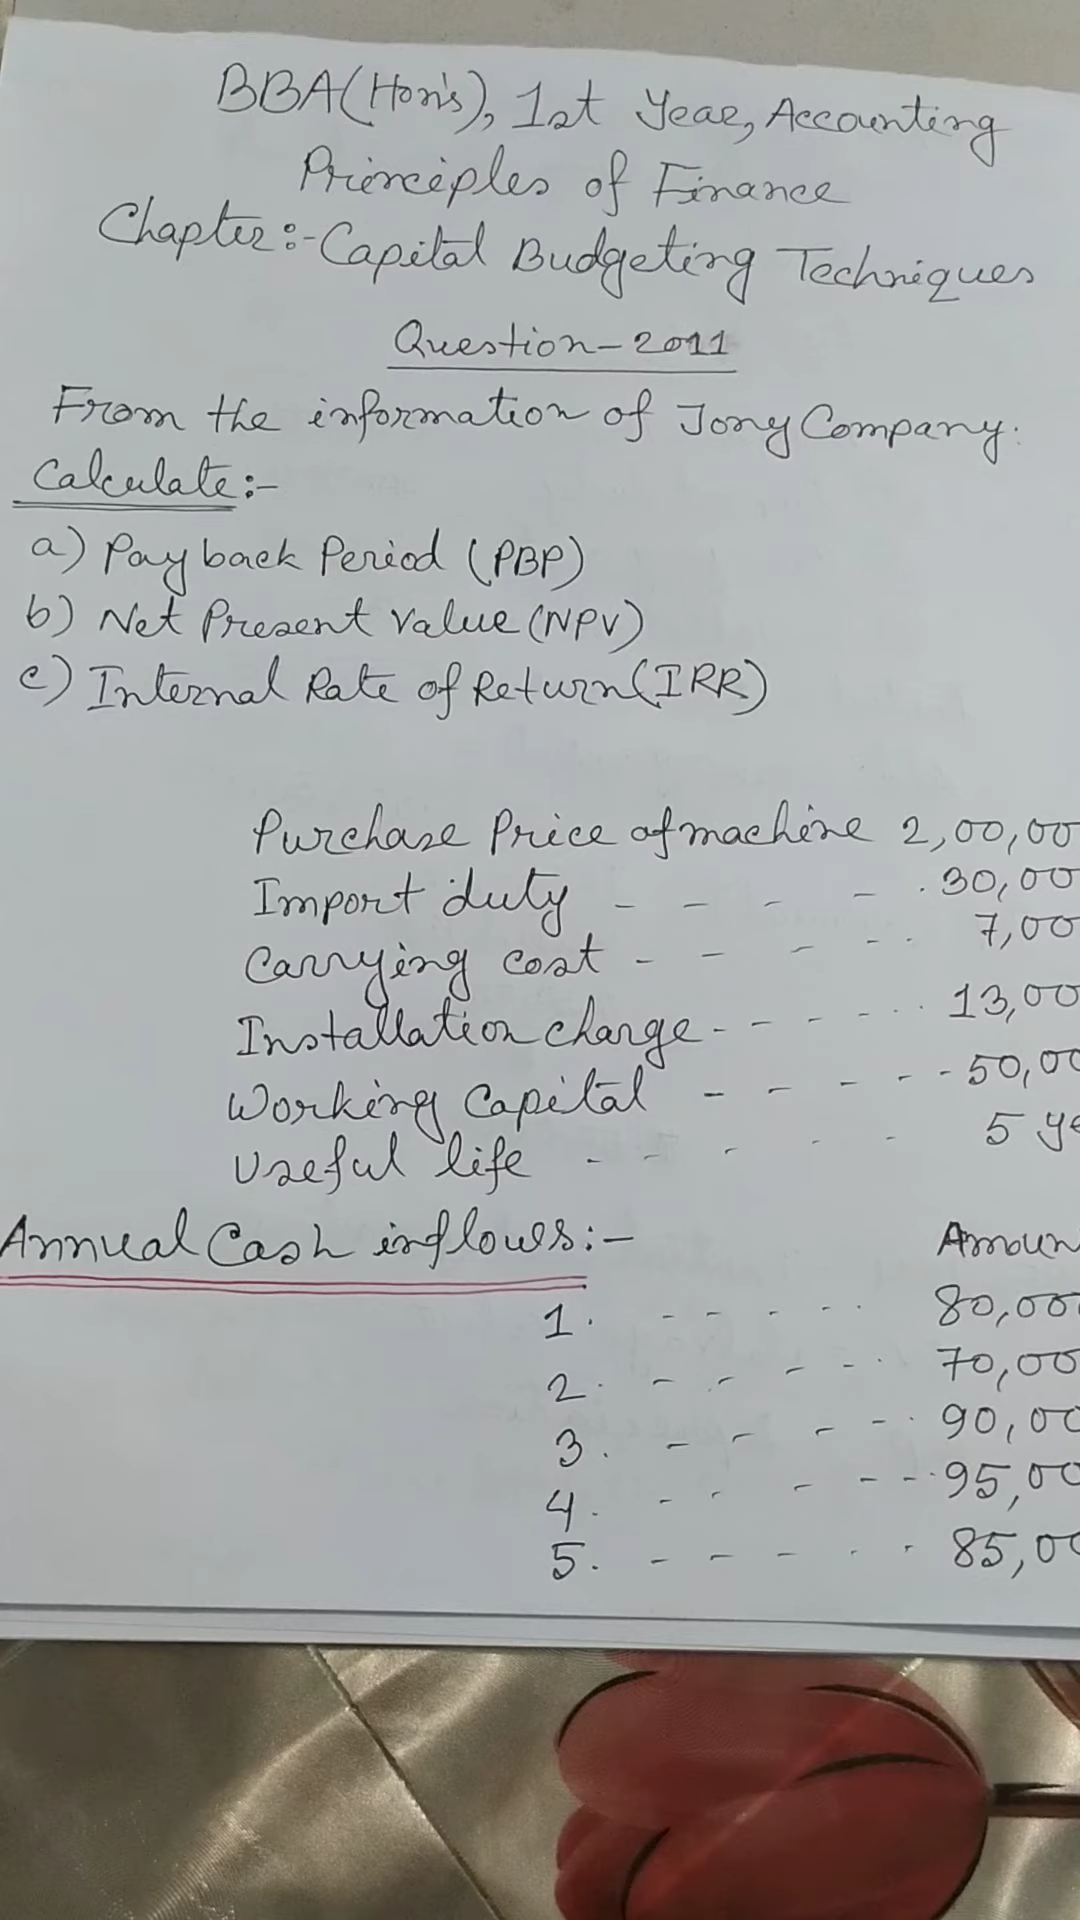 BBA(Hon's), 1st Year, Accounting
Principles of Finance
Chapter:-Capital Budgeting Techniques
Question-2011
From the information of Jony Company.
Calculate:-
a) Pay back Period (PBP)
b) Net Present Value (NPV)
c) Internal Rate of Return (IRR)
Purchase Price of machine 2,00,00
Import duty - - - - . 30,00
Carrying cost - - - - . . 7,00
Installation charge - - - - - . . 13,00
Working Capital - - - - - 50,00
Useful life - - - - - 5 ye
Annual Cash inflows:- Amoun
1. - - - - . 80,00
2. - - - - - . 70,00
3. - - - - . 90,00
4. - - - - - . 95,00
5. - - - . . 85,00